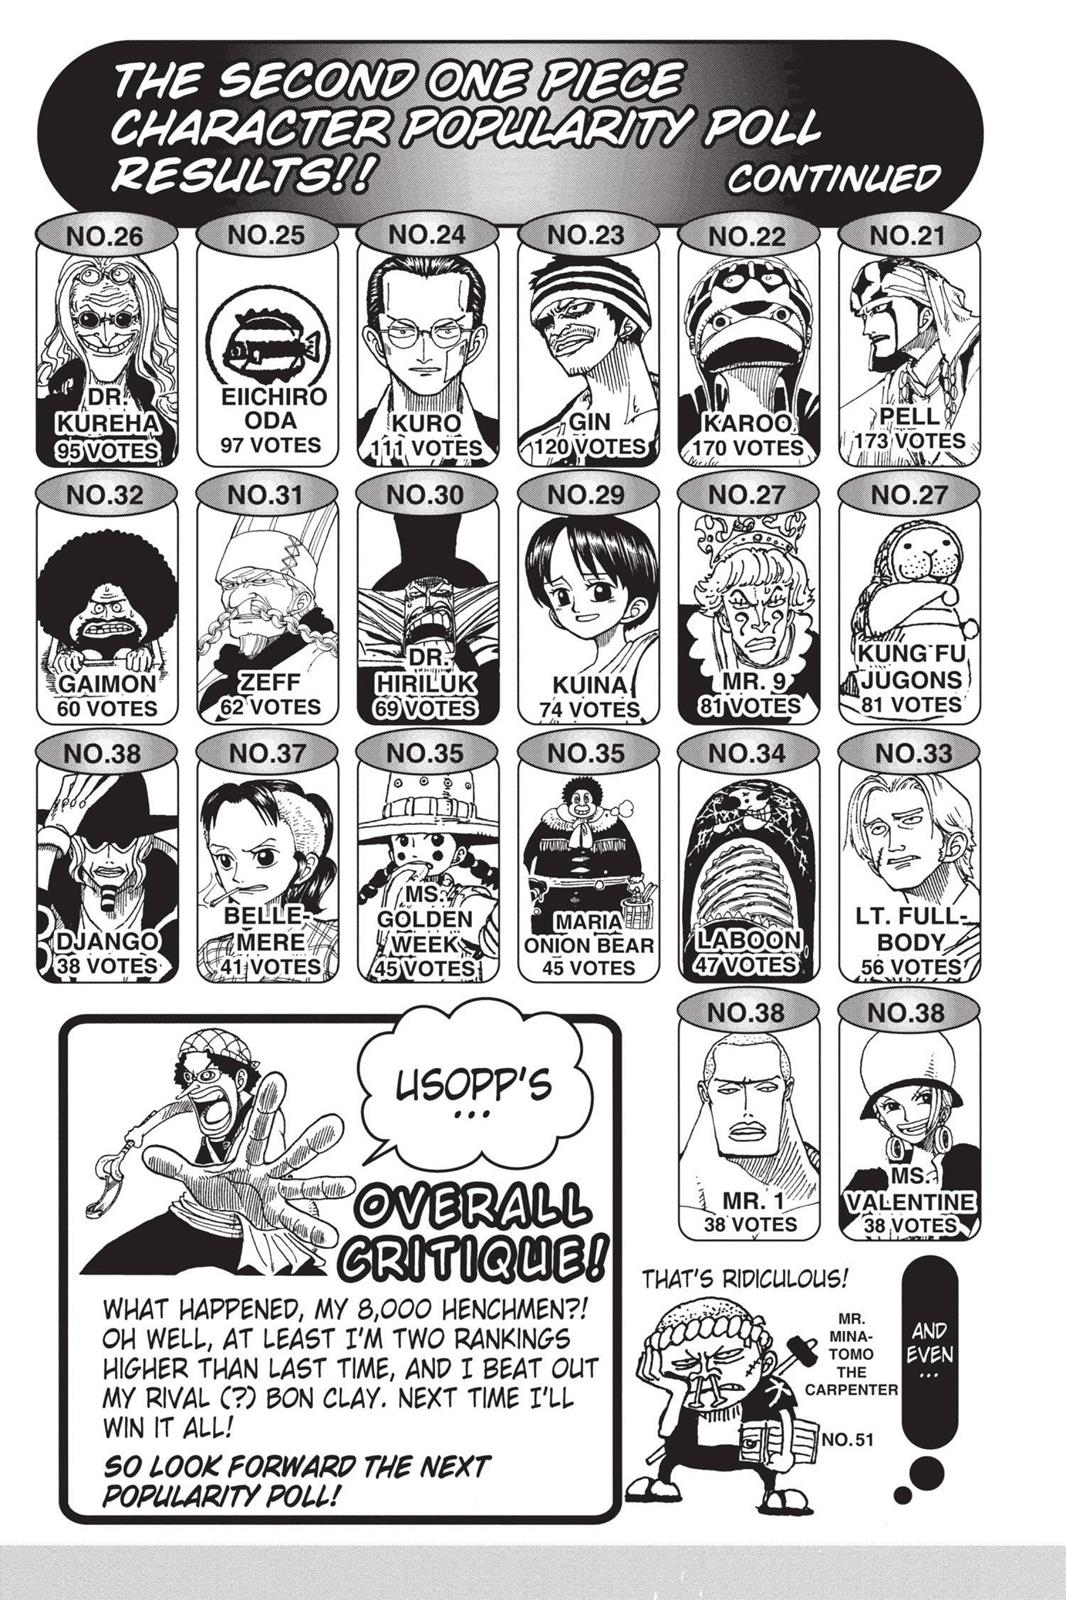 THE SECOND ONE PIECE
CHARACTER POPULARITY POLL
RESULTS!!
CONTINUED
NO.21
PELL
173 VOTES
NO.22
KAROO
170 VOTES
NO.23
GIN
120 VOTES
NO.24
KURO
111 VOTES
NO.25
EIICHIRO
ODA
97 VOTES
NO.26
DR.
KUREHA
95 VOTES
NO.27
KUNG FU
JUGONS
81 VOTES
NO.27
MR. 9
81 VOTES
NO.29
KUINA
74 VOTES
NO.30
DR.
HIRILUK
69 VOTES
NO.31
ZEFF
62 VOTES
NO.32
GAIMON
60 VOTES
NO.33
LT. FULL-
BODY
56 VOTES
NO.34
LABOON
47 VOTES
NO.35
MARIA
ONION BEAR
45 VOTES
NO.35
MS.
GOLDEN
WEEK
45 VOTES
NO.37
BELLE-
MERE
41 VOTES
NO.38
DJANGO
38 VOTES
NO.38
MS.
VALENTINE
38 VOTES
NO.38
MR. 1
38 VOTES
AND
EVEN
...
THAT'S RIDICULOUS!
MR.
MINA-
TOMO
THE
CARPENTER
NO.51
USOPP'S
...
OVERALL
CRITIQUE!
WHAT HAPPENED, MY 8,000 HENCHMEN?!
OH WELL, AT LEAST I'M TWO RANKINGS
HIGHER THAN LAST TIME, AND I BEAT OUT
MY RIVAL (?) BON CLAY. NEXT TIME I'LL
WIN IT ALL!
SO LOOK FORWARD THE NEXT
POPULARITY POLL!